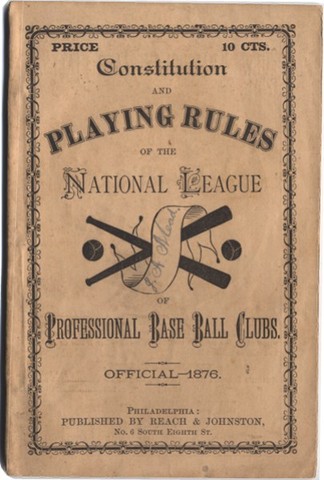 PRICE 10 CTS.
Constitution
AND
PLAYING RULES
OF THE
NATIONAL LEAGUE
OF
PROFESSIONAL BASE BALL CLUBS.
OFFICIAL—1876.
PHILADELPHIA:
PUBLISHED BY REACH & JOHNSTON,
No. 6 SOUTH EIGHTH ST.